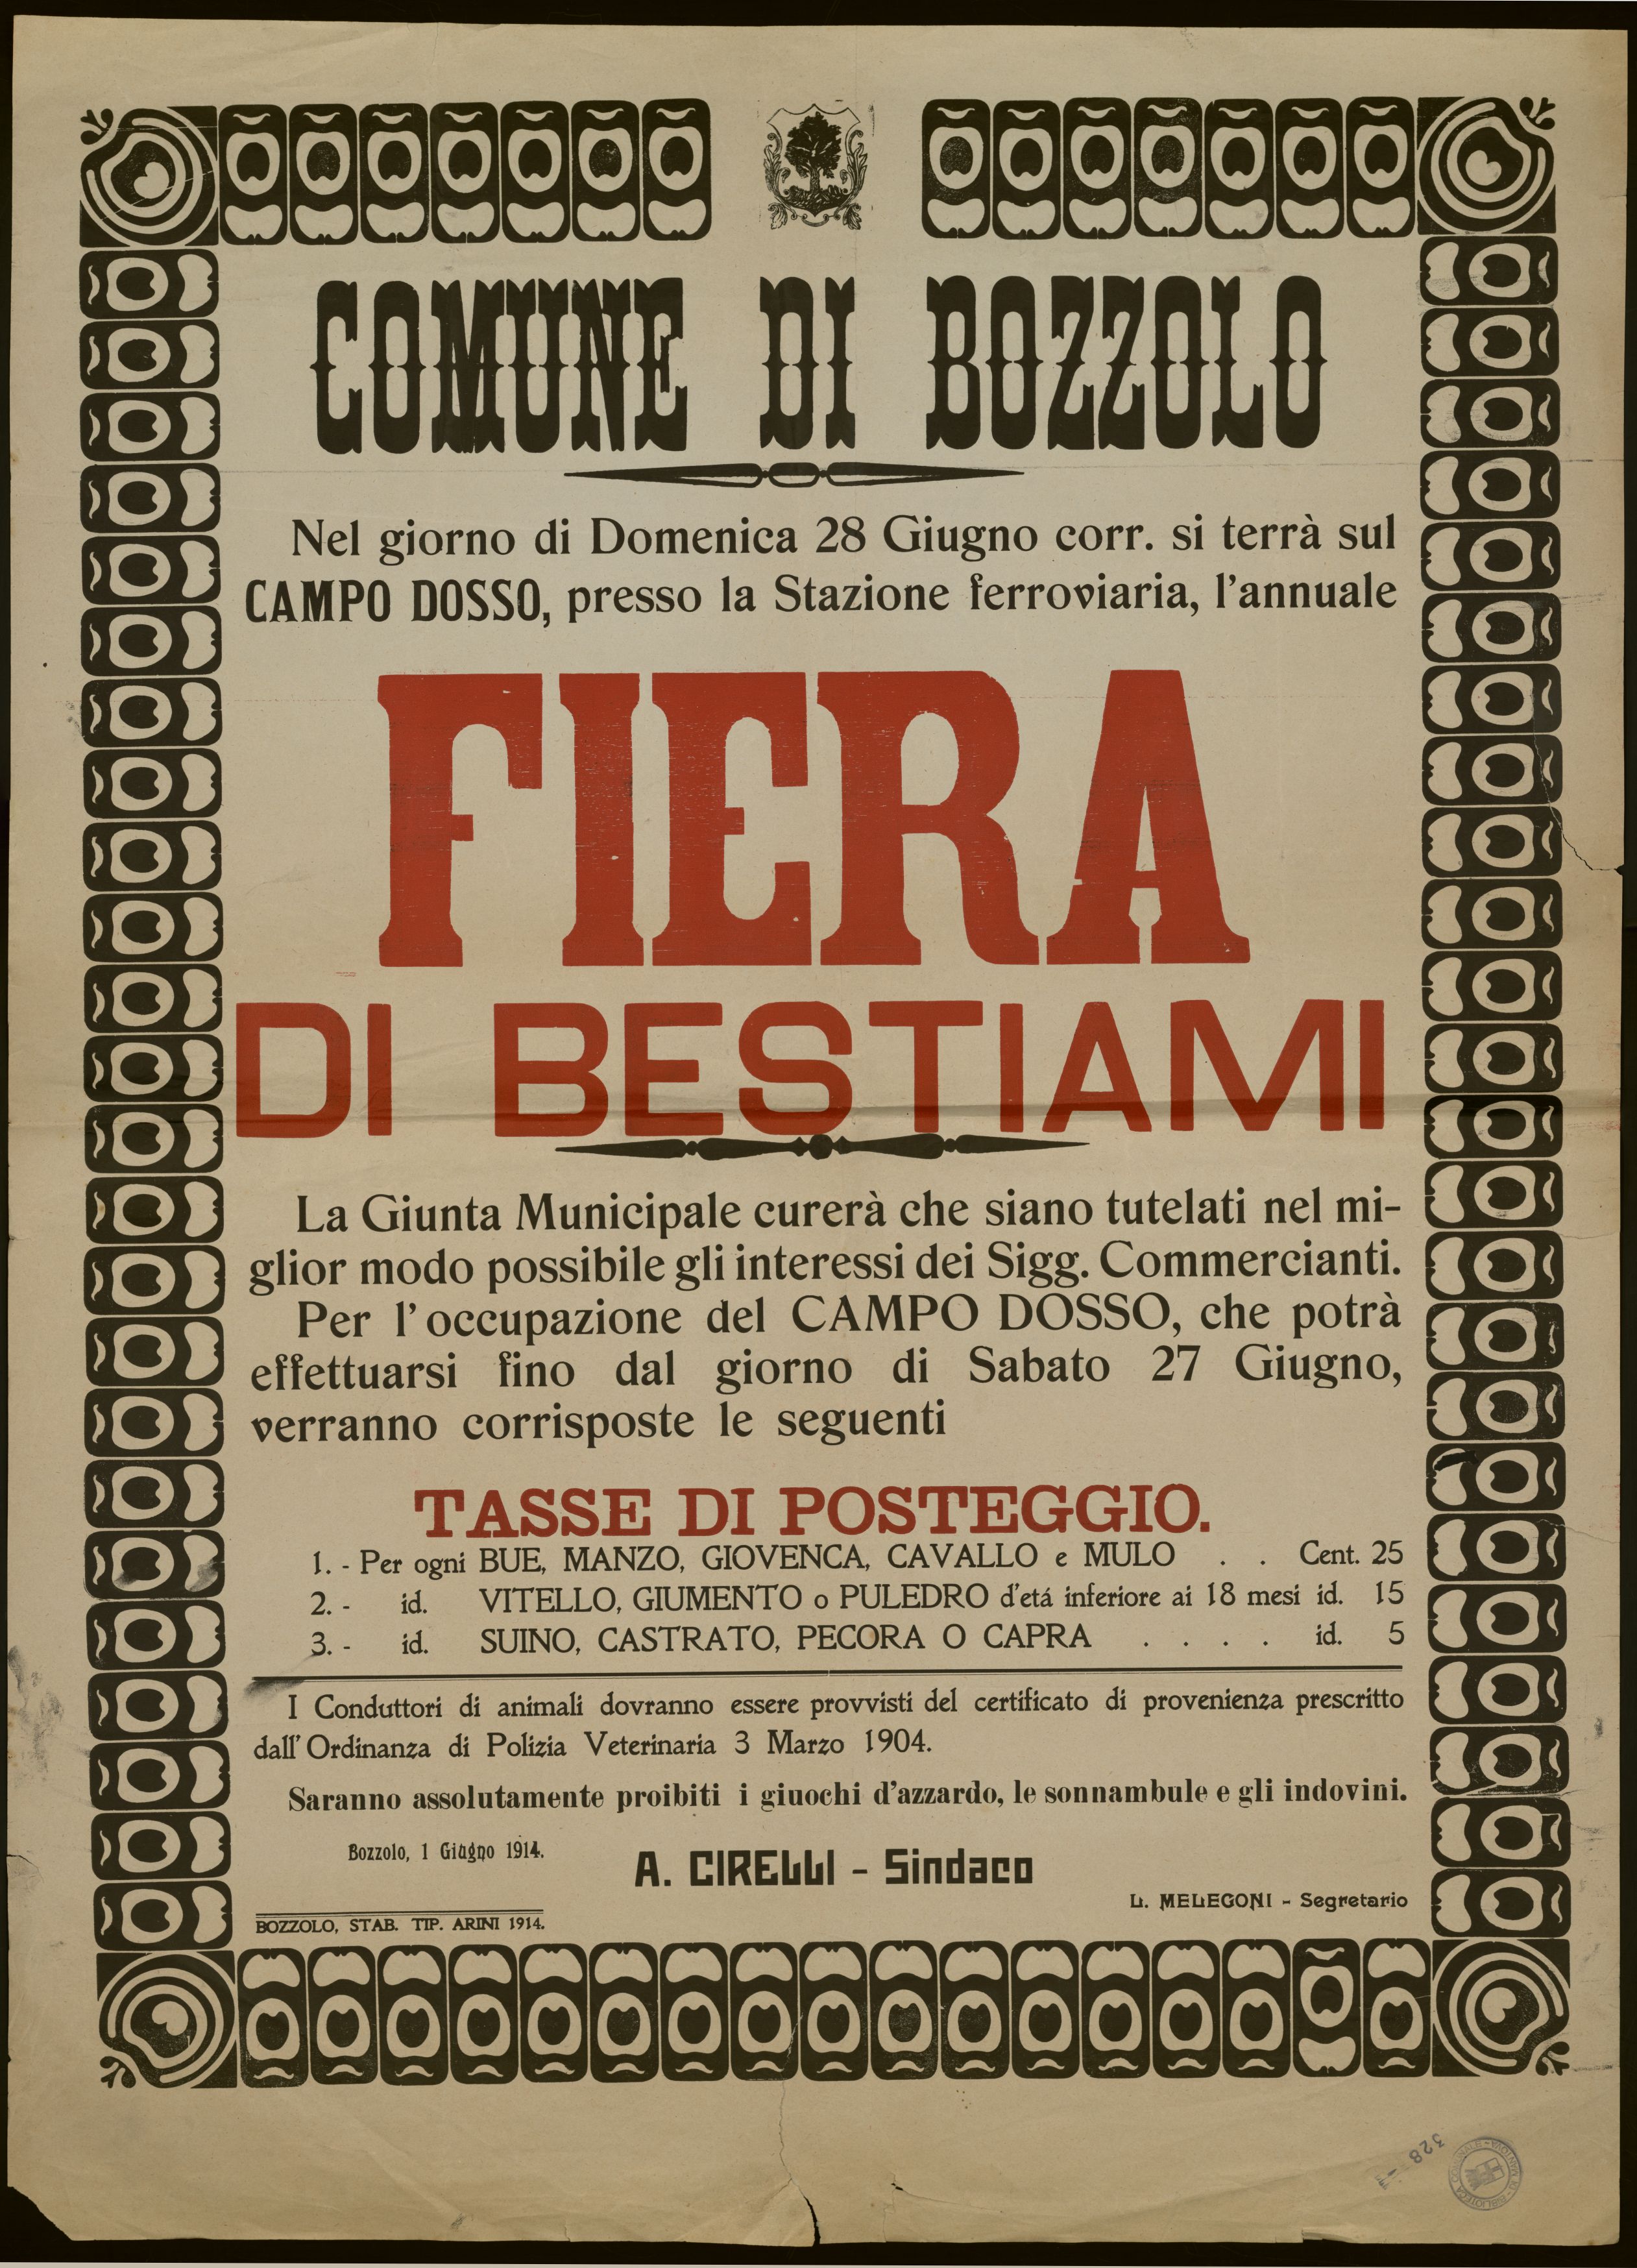 COMUNE DI BOZZOLO
Nel giorno di Domenica 28 Giugno corr. si terrà sul
CAMPO DOSSO, presso la Stazione ferroviaria, l'annuale
FIERA
DI BESTIAMI
La Giunta Municipale curerà che siano tutelati nel mi-
glior modo possibile gli interessi dei Sigg. Commercianti.
Per l'occupazione del CAMPO DOSSO, che potrà
effettuarsi fino dal giorno di Sabato 27 Giugno,
verranno corrisposte le seguenti
TASSE DI POSTEGGIO.
1. - Per ogni BUE, MANZO, GIOVENCA, CAVALLO e MULO . . Cent. 25
2. - id. VITELLO, GIUMENTO o PULEDRO d'etá inferiore ai 18 mesi id. 15
3. - id. SUINO, CASTRATO, PECORA O CAPRA . . . . id. 5
I Conduttori di animali dovranno essere provvisti del certificato di provenienza prescritto
dall'Ordinanza di Polizia Veterinaria 3 Marzo 1904.
Saranno assolutamente proibiti i giuochi d'azzardo, le sonnambule e gli indovini.
Bozzolo, 1 Giugno 1914.
A. CIRELLI - Sindaco
L. MELEGONI - Segretario
BOZZOLO, STAB. TIP. ARINI 1914.
328